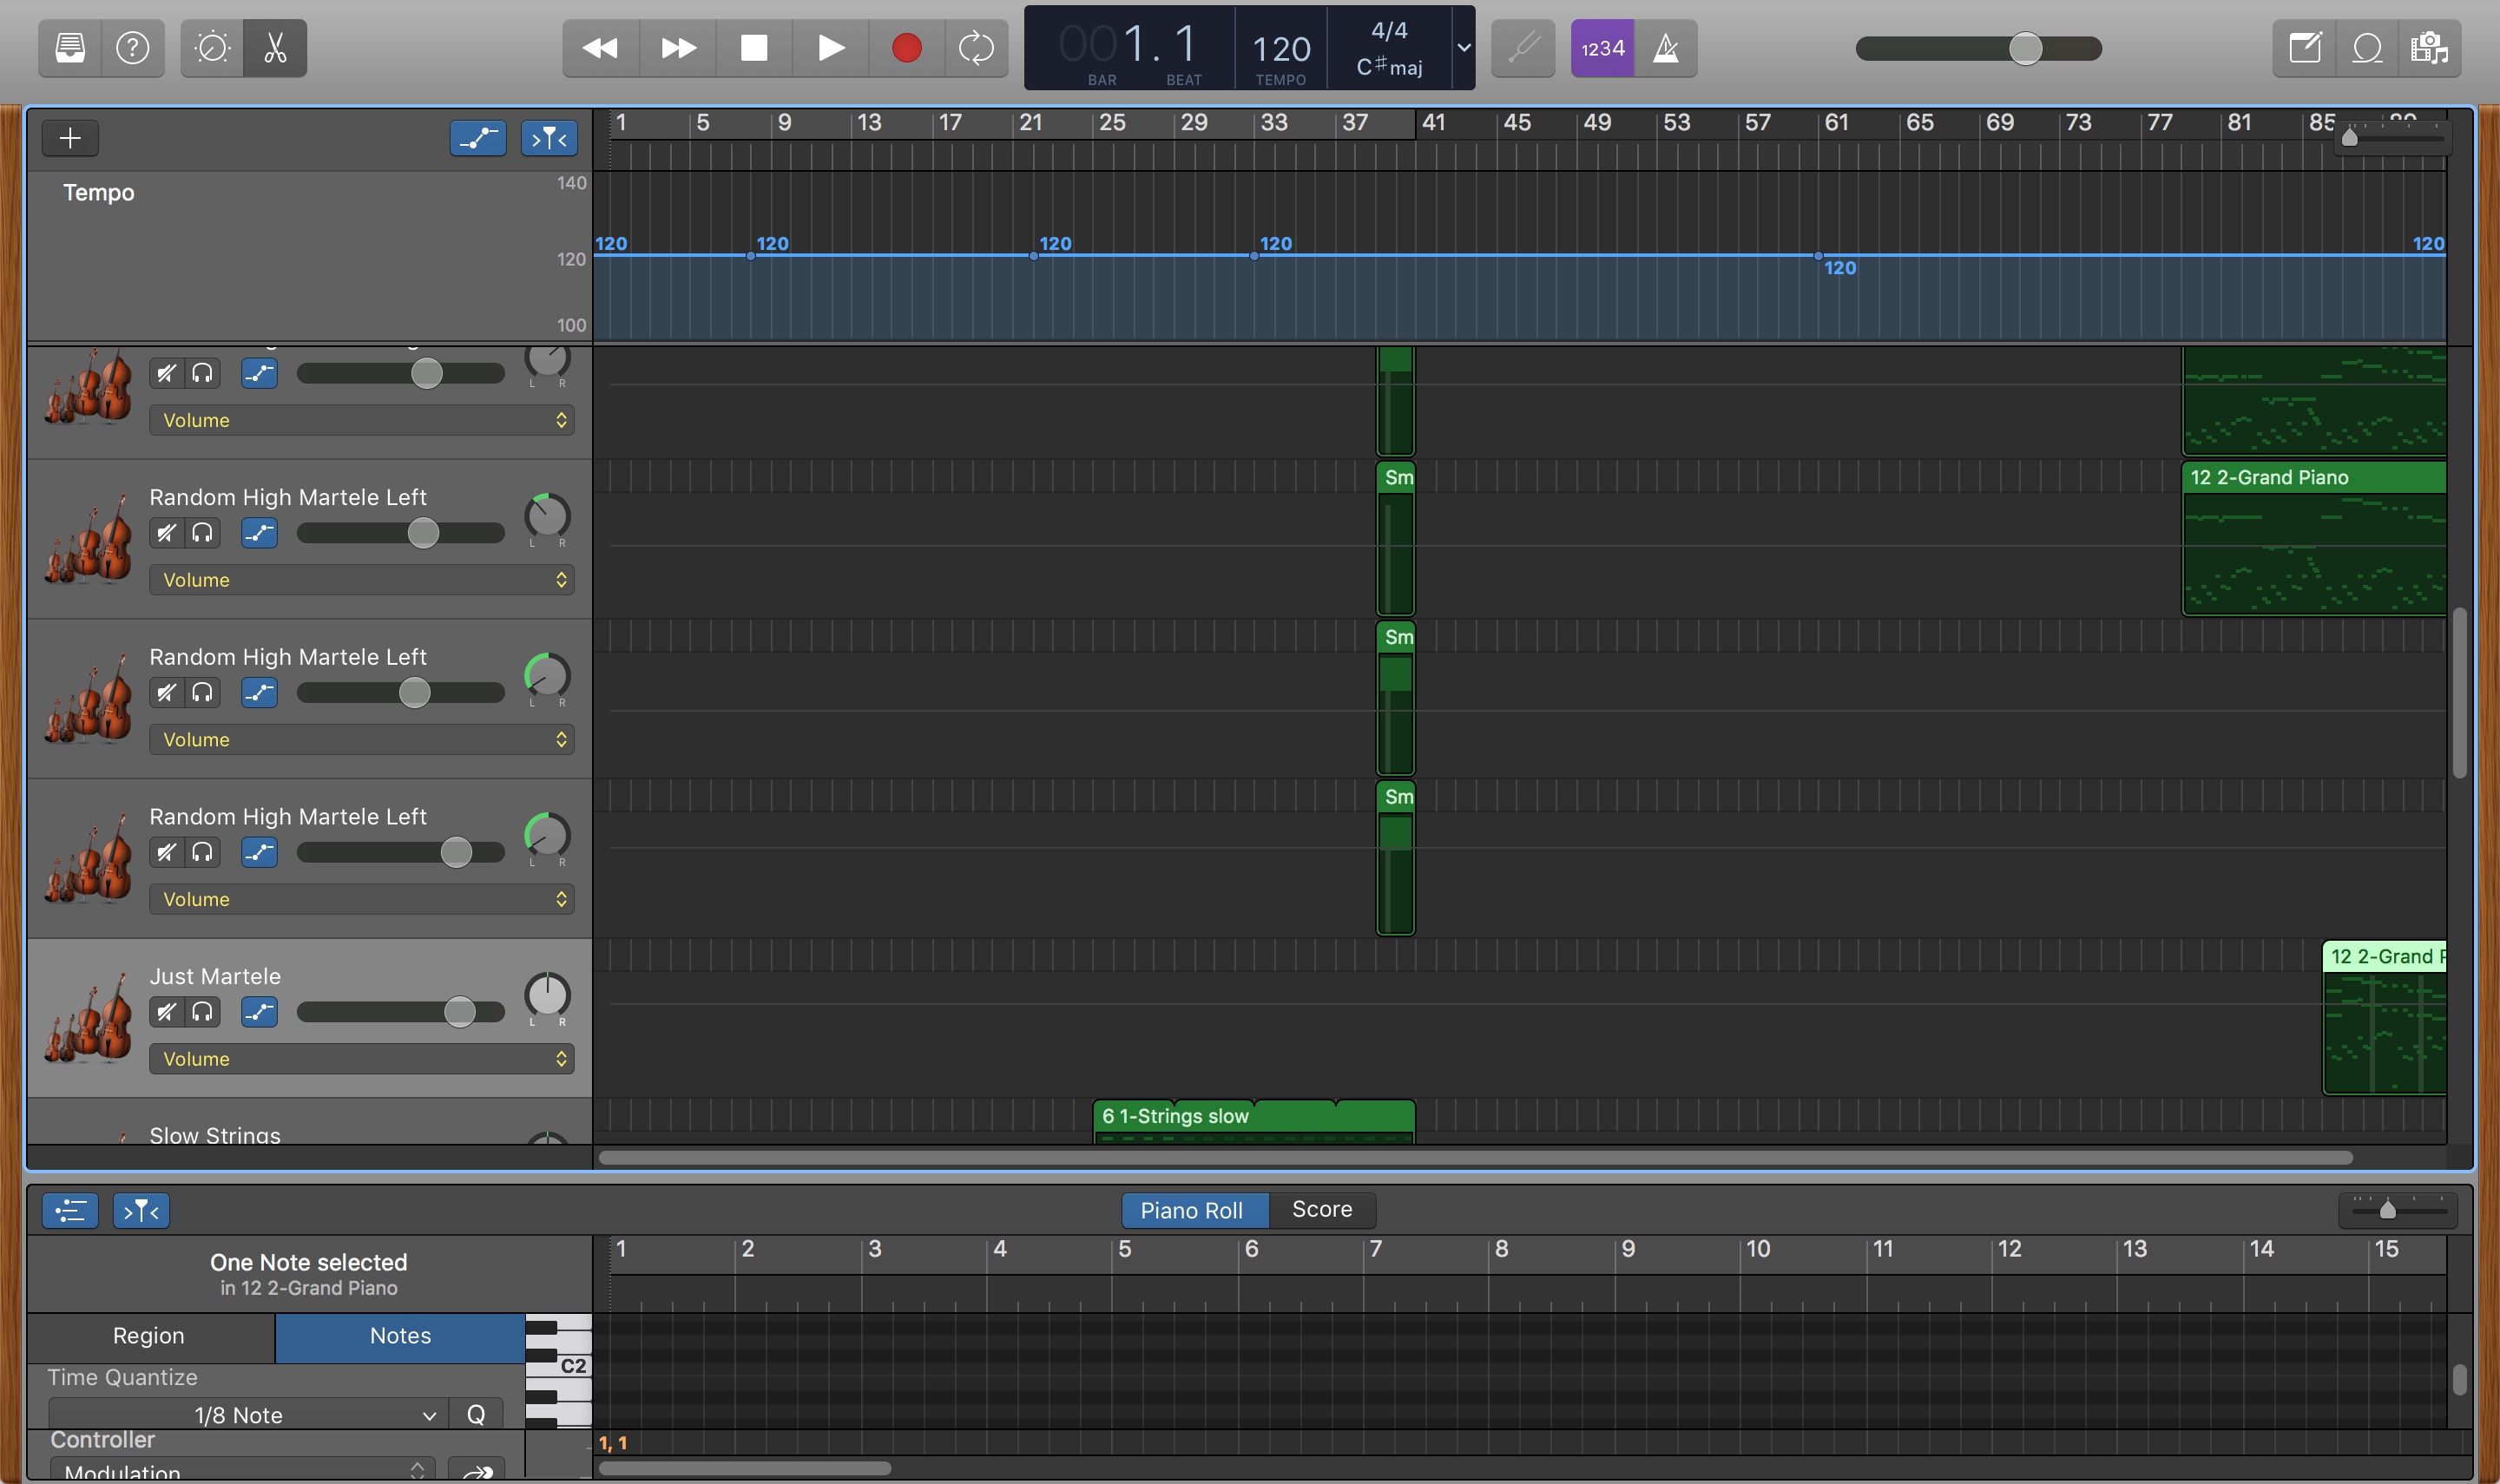 001. 1
BAR BEAT
120
TEMPO
4/4
C♯maj
1234
1 5 9 13 17 21 25 29 33 37 41 45 49 53 57 61 65 69 73 77 81 85
Tempo
140
120
100
120 120 120 120 120 120
L R
Volume
Random High Martele Left
L R
Volume
Sm
12 2-Grand Piano
Random High Martele Left
L R
Volume
Sm
Random High Martele Left
L R
Volume
Sm
Just Martele
L R
Volume
12 2-Grand
Slow Strings
6 1-Strings slow
Piano Roll Score
1 2 3 4 5 6 7 8 9 10 11 12 13 14 15
One Note selected
in 12 2-Grand Piano
Region Notes
C2
Time Quantize
1/8 Note Q
Controller
1, 1
Modulation